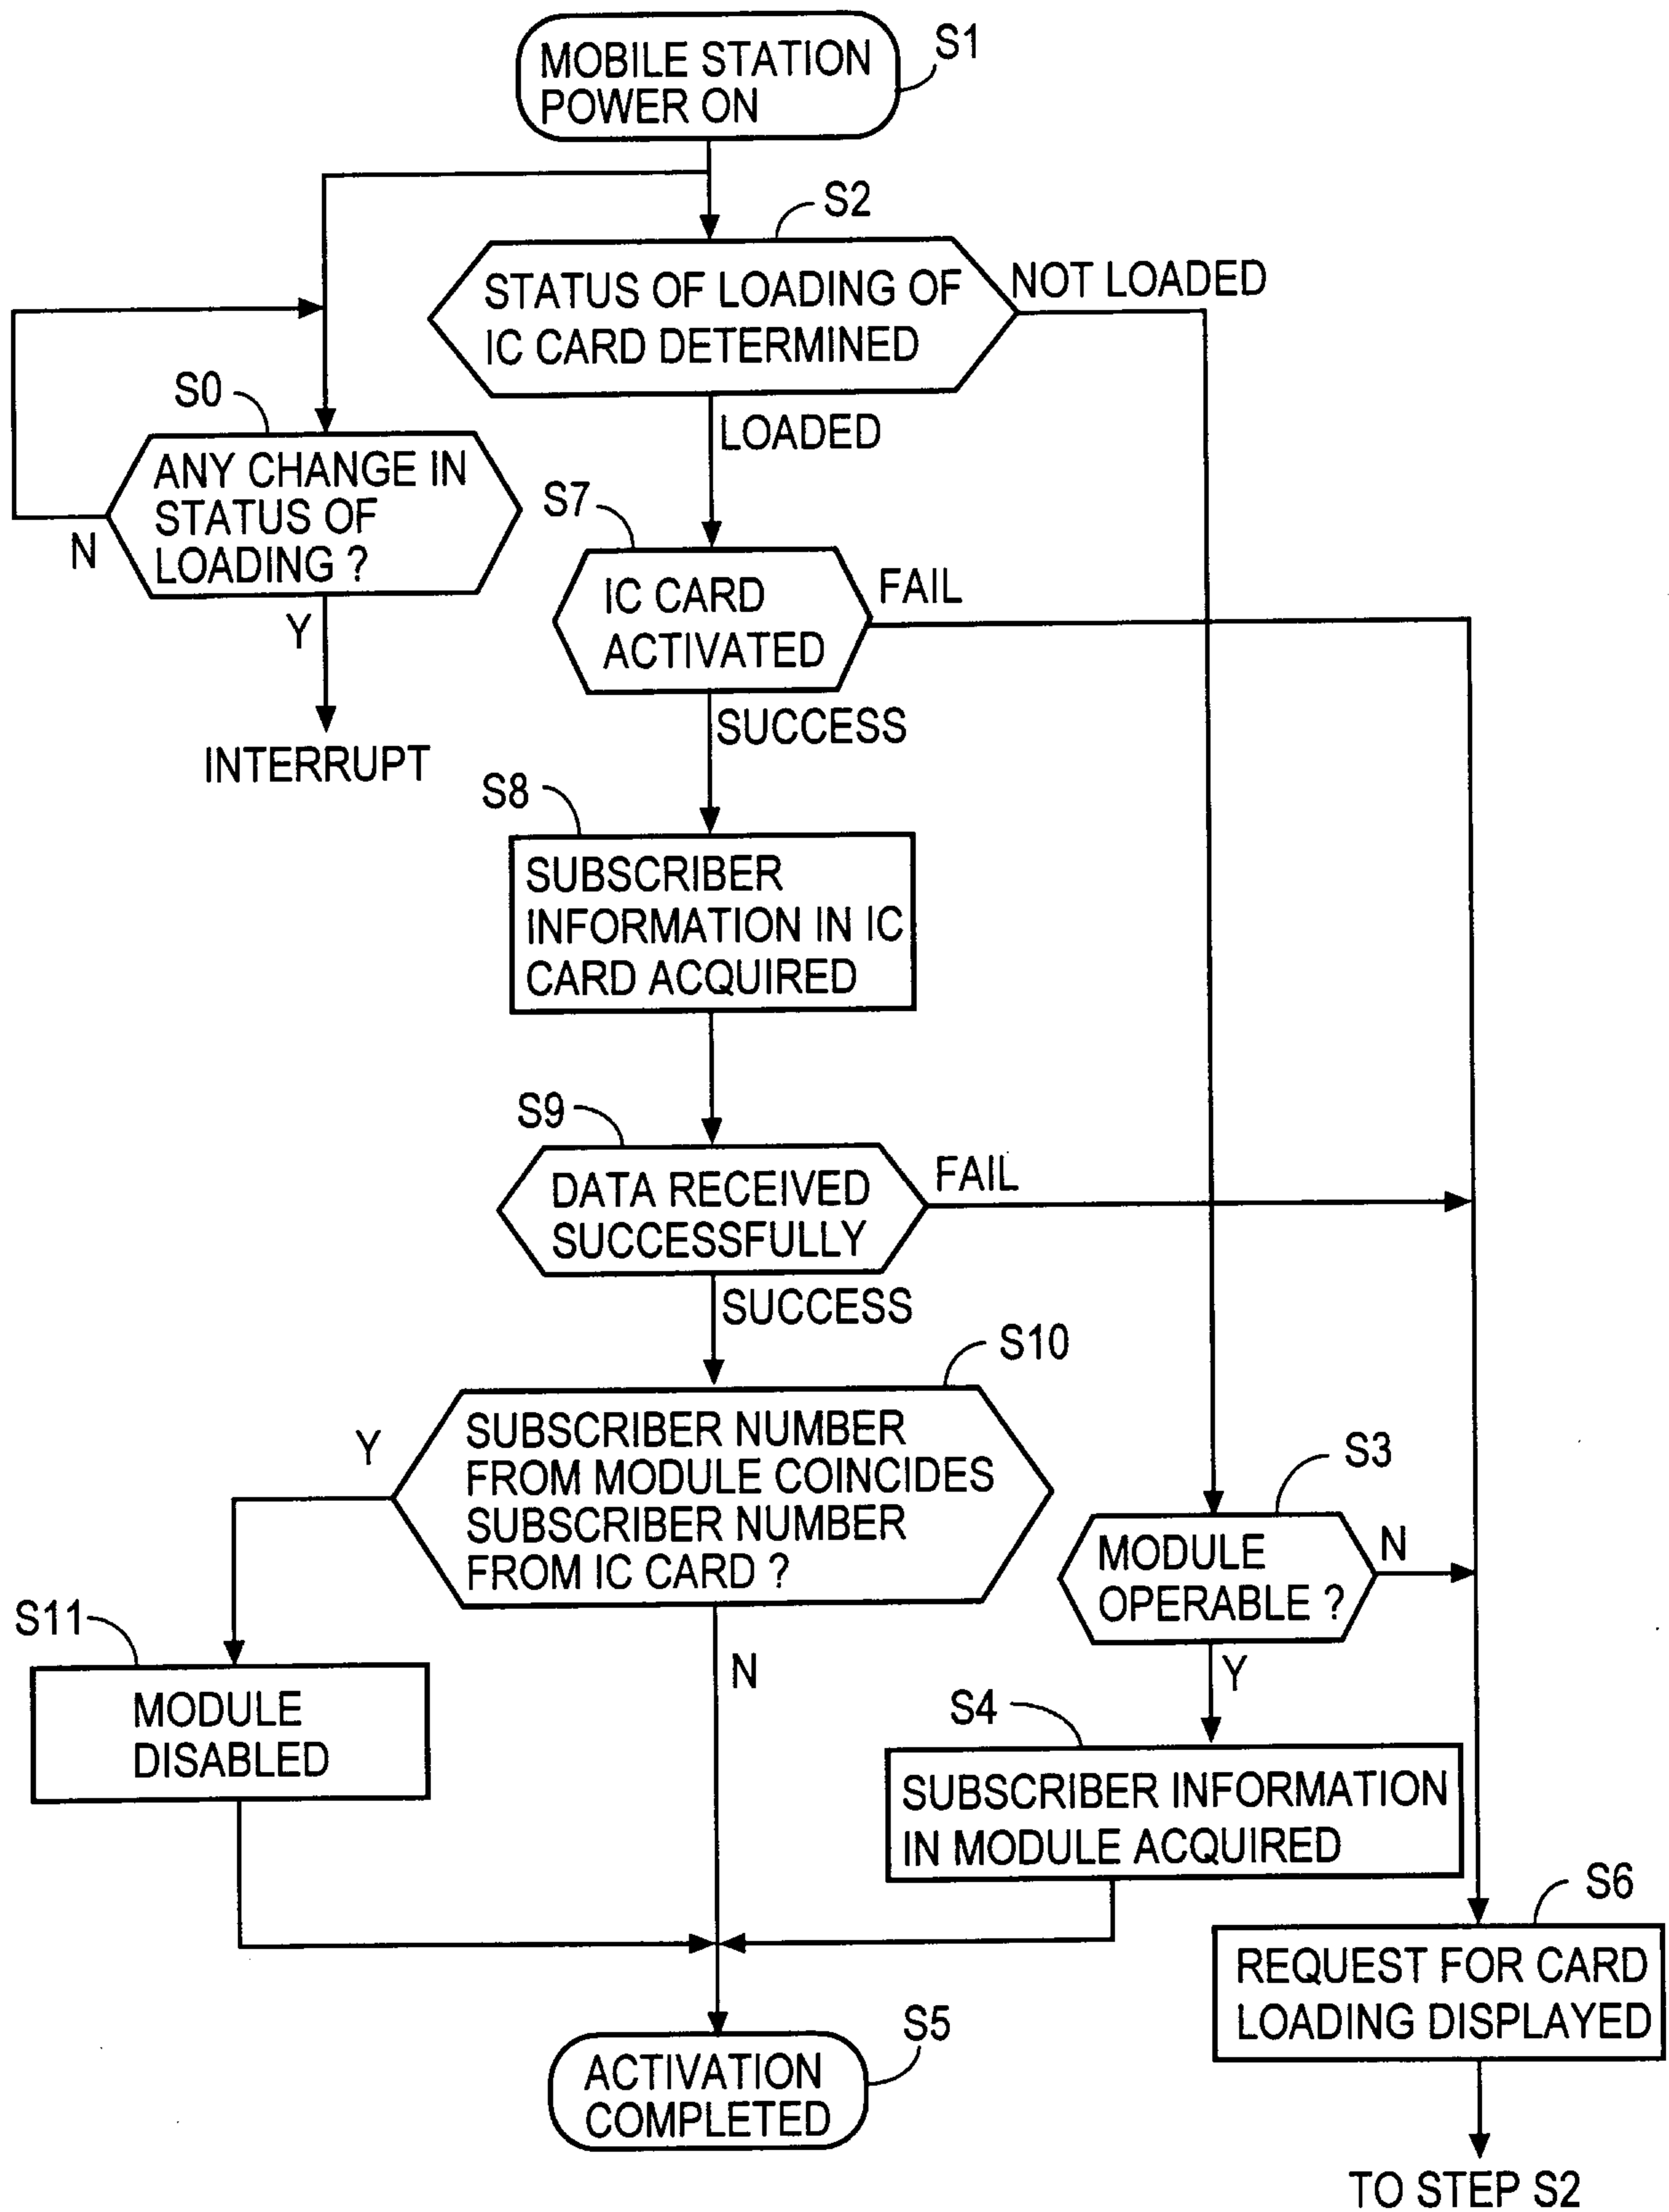 MOBILE STATION
POWER ON
S1
S2
STATUS OF LOADING OF
IC CARD DETERMINED
NOT LOADED
LOADED
S0
ANY CHANGE IN
STATUS OF
LOADING ?
N
Y
INTERRUPT
S7
IC CARD
ACTIVATED
FAIL
SUCCESS
S8
SUBSCRIBER
INFORMATION IN IC
CARD ACQUIRED
S9
DATA RECEIVED
SUCCESSFULLY
FAIL
SUCCESS
S10
SUBSCRIBER NUMBER
FROM MODULE COINCIDES
SUBSCRIBER NUMBER
FROM IC CARD ?
Y
N
S3
MODULE
OPERABLE ?
N
Y
S11
MODULE
DISABLED
S4
SUBSCRIBER INFORMATION
IN MODULE ACQUIRED
S6
REQUEST FOR CARD
LOADING DISPLAYED
S5
ACTIVATION
COMPLETED
TO STEP S2